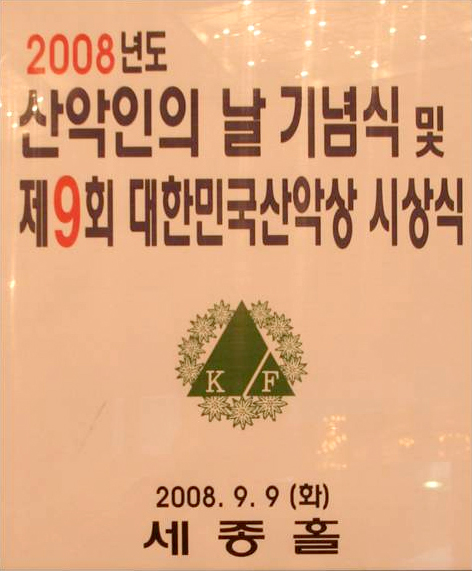 2008년도
산악인의 날 기념식 및
제9회 대한민국산악상 시상식
K F
2008. 9. 9 (화)
세종홀